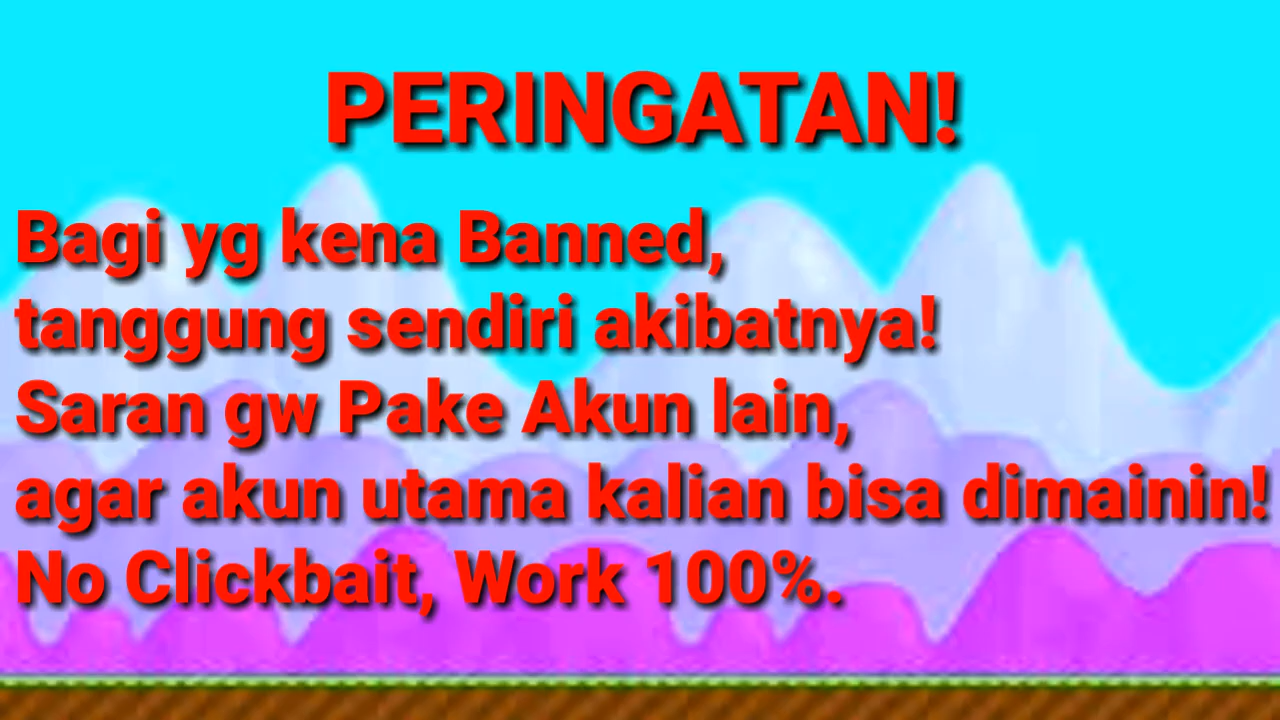 PERINGATAN!
Bagi yg kena Banned,
tanggung sendiri akibatnya!
Saran gw Pake Akun lain,
agar akun utama kalian bisa dimainin!
No Clickbait, Work 100%.